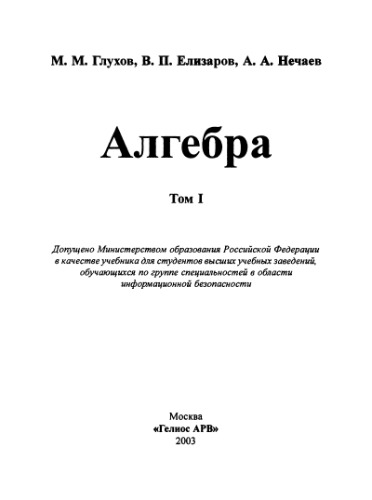 М. М. Глухов, В. П. Елизаров, А. А. Нечаев
Алгебра
Том I
Допущено Министерством образования Российской Федерации
в качестве учебника для студентов высших учебных заведений,
обучающихся по группе специальностей в области
информационной безопасности
Москва
«Гелиос АРВ»
2003